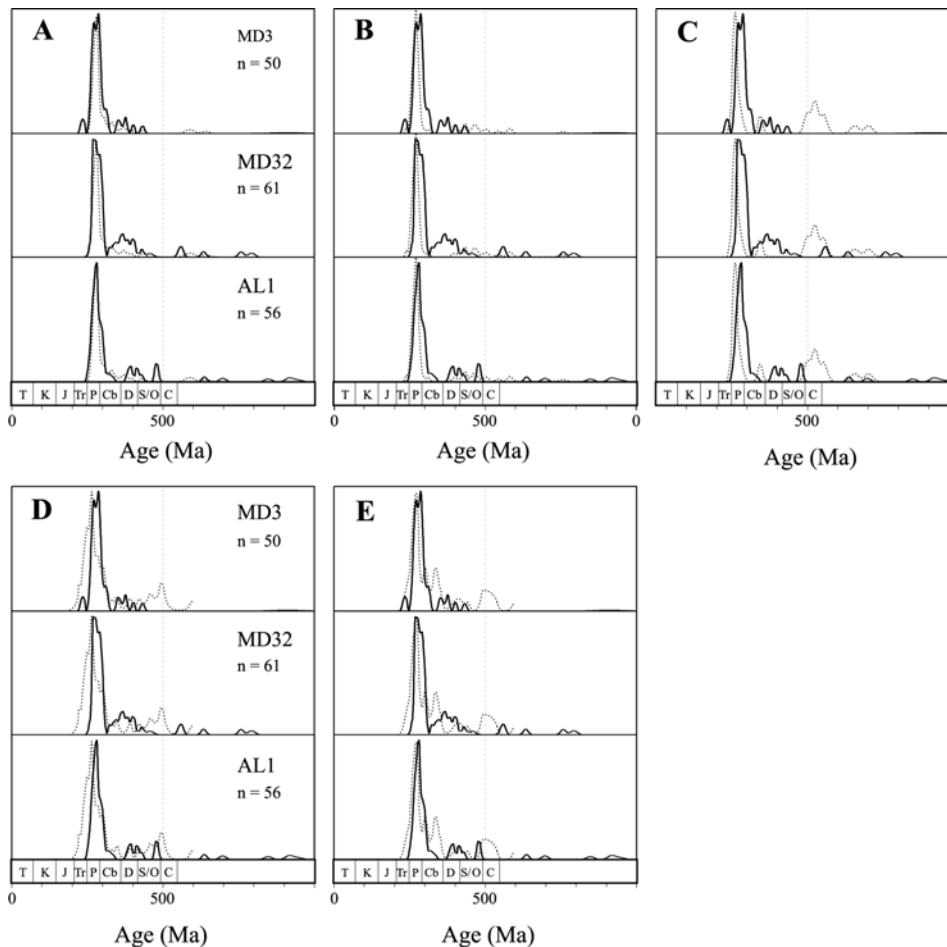 A
MD3
n = 50
MD32
n = 61
AL1
n = 56
T K J Tr P Cb D S/O C
0 500
Age (Ma)
B
T K J Tr P Cb D S/O C
0 500 0
Age (Ma)
C
T K J Tr P Cb D S/O C
500
Age (Ma)
D
MD3
n = 50
MD32
n = 61
AL1
n = 56
T K J Tr P Cb D S/O C
0 500
Age (Ma)
E
T K J Tr P Cb D S/O C
0 500
Age (Ma)